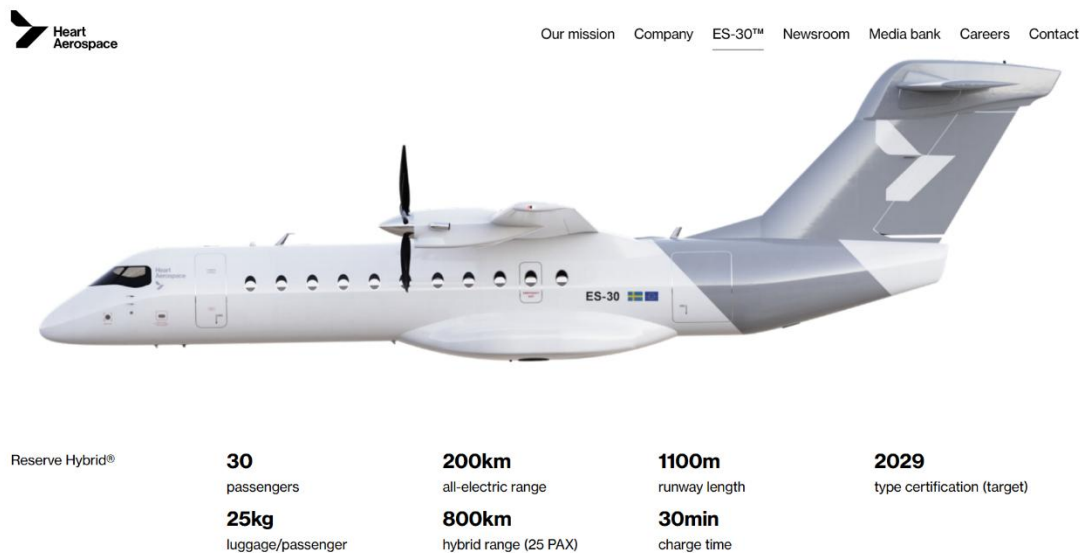 Heart
Aerospace
Our mission Company ES-30™ Newsroom Media bank Careers Contact
Heart
Aerospace
ES-30
Reserve Hybrid®
30
passengers
200km
all-electric range
1100m
runway length
2029
type certification (target)
25kg
luggage/passenger
800km
hybrid range (25 PAX)
30min
charge time